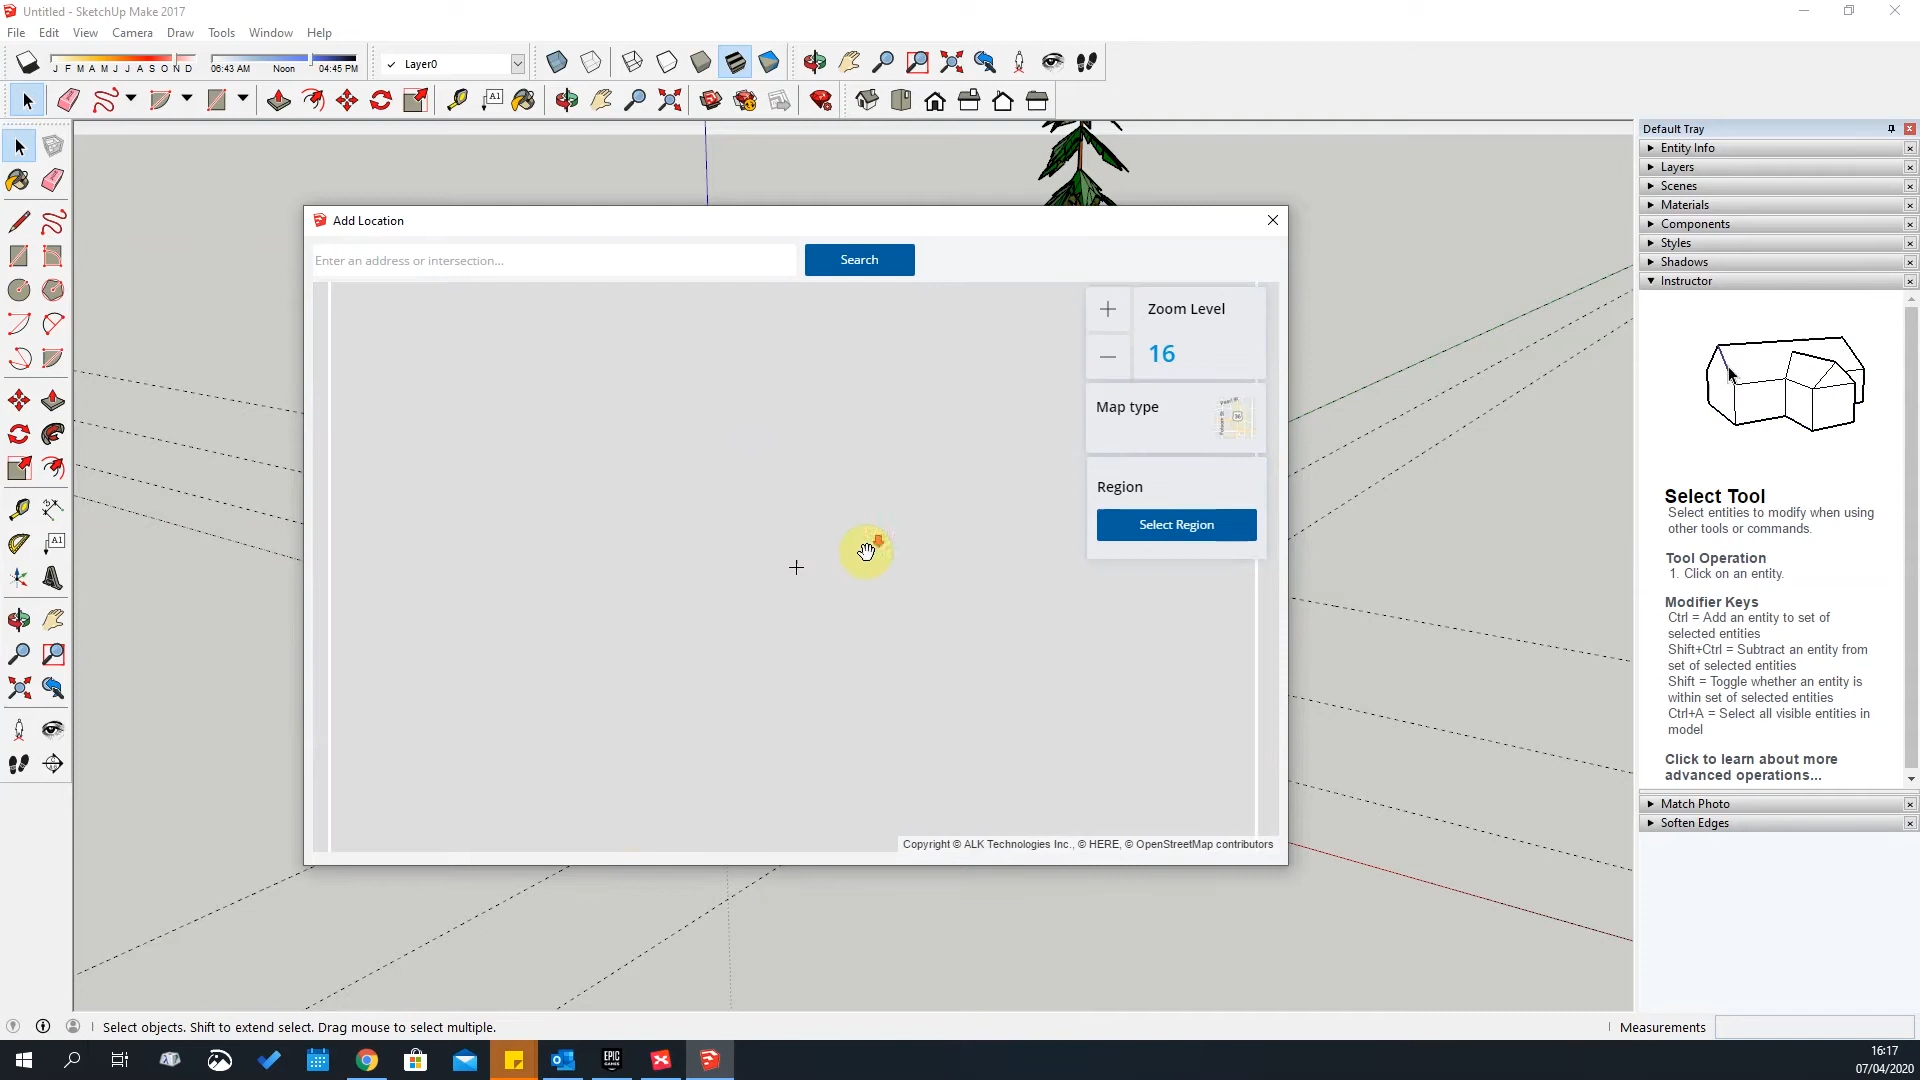 Untitled - SketchUp Make 2017
File Edit View Camera Draw Tools Window Help
J F M A M J J A S O N D
06:43 AM Noon 04:45 PM
✓ Layer0
A1
Default Tray
Entity Info
Layers
Scenes
Materials
Components
Styles
Shadows
Instructor
Add Location
Enter an address or intersection...
Search
Zoom Level
16
Map type
36
Region
Select Region
Copyright © ALK Technologies Inc., © HERE, © OpenStreetMap contributors
A1
Select Tool
Select entities to modify when using
other tools or commands.
Tool Operation
1. Click on an entity.
Modifier Keys
Ctrl = Add an entity to set of
selected entities
Shift+Ctrl = Subtract an entity from
set of selected entities
Shift = Toggle whether an entity is
within set of selected entities
Ctrl+A = Select all visible entities in
model
Click to learn about more
advanced operations...
Match Photo
Soften Edges
Select objects. Shift to extend select. Drag mouse to select multiple.
Measurements
EPIC
GAMES
16:17
07/04/2020